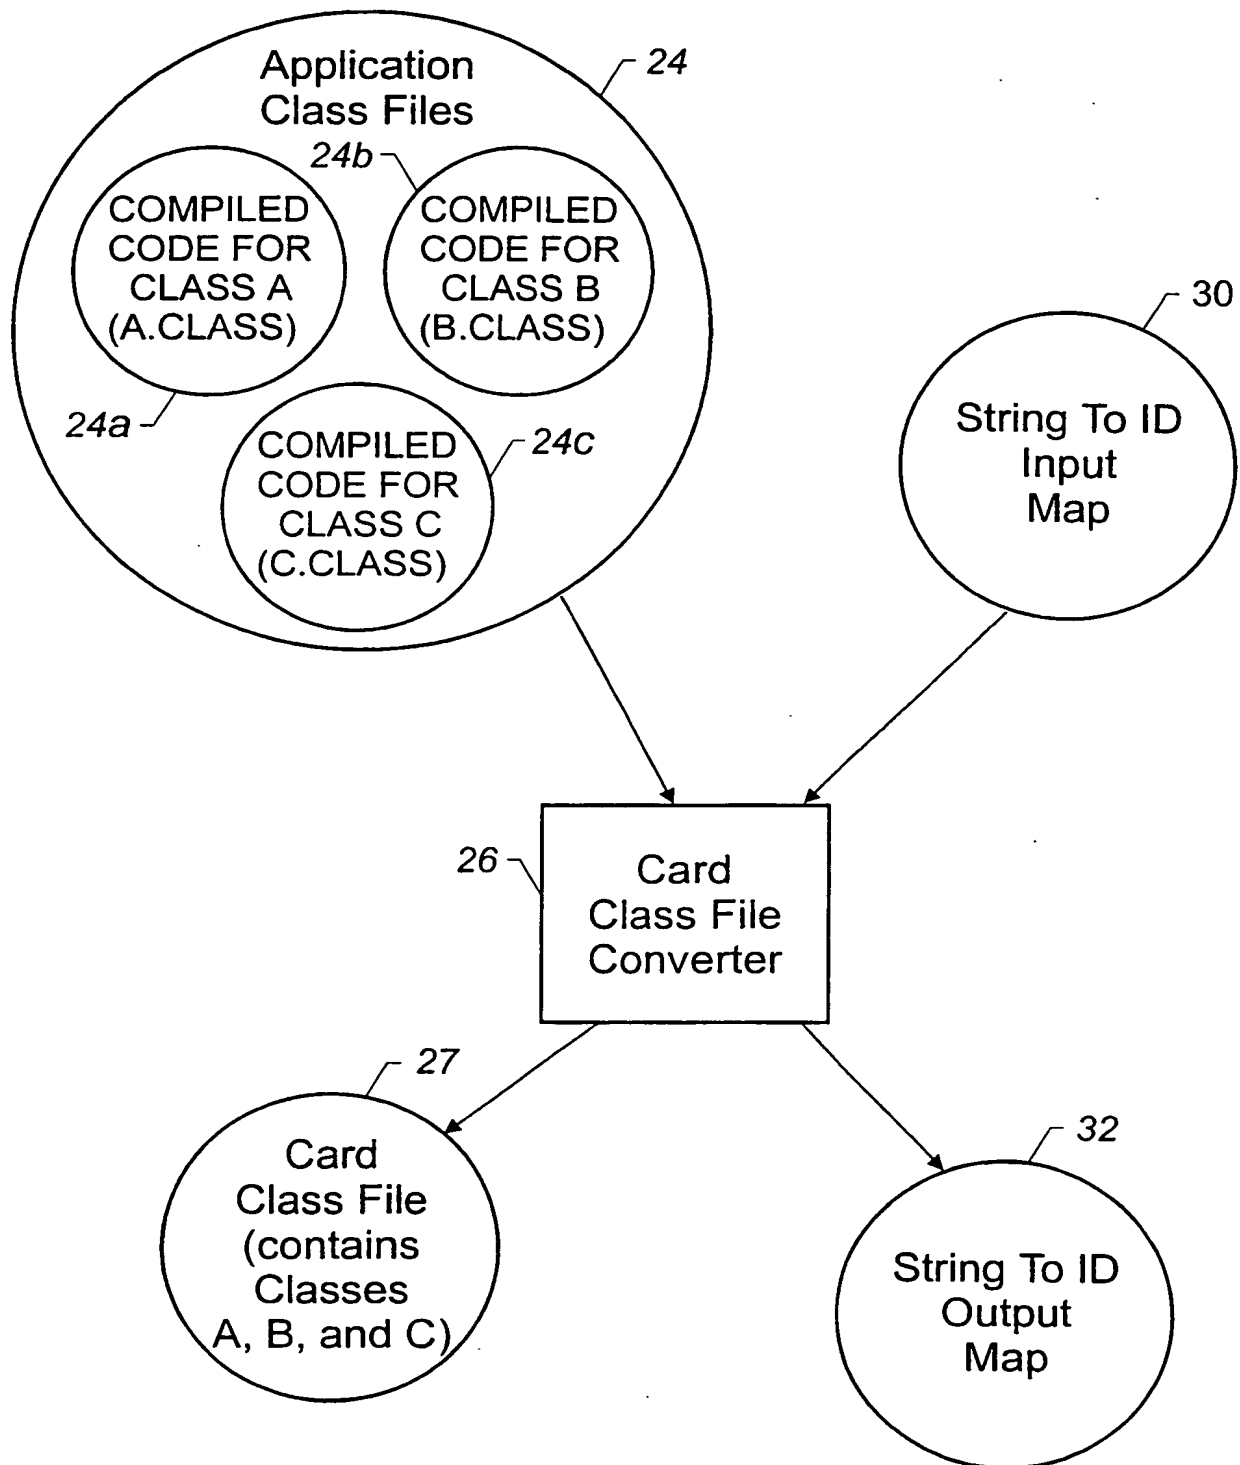 Application
Class Files
24
24b
COMPILED
CODE FOR
CLASS A
(A.CLASS)
COMPILED
CODE FOR
CLASS B
(B.CLASS)
24a
COMPILED
CODE FOR
CLASS C
(C.CLASS)
24c
30
String To ID
Input
Map
26
Card
Class File
Converter
27
Card
Class File
(contains
Classes
A, B, and C)
32
String To ID
Output
Map